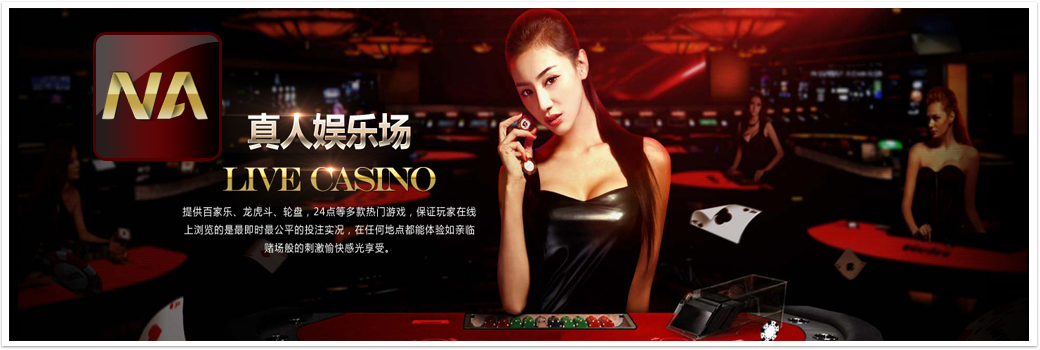 NA
真人娱乐场
LIVE CASINO
提供百家乐、龙虎斗、轮盘，24点等多款热门游戏，保证玩家在线
上浏览的是最即时最公平的投注实况，在任何地点都能体验如亲临
赌场般的刺激愉快感光享受。